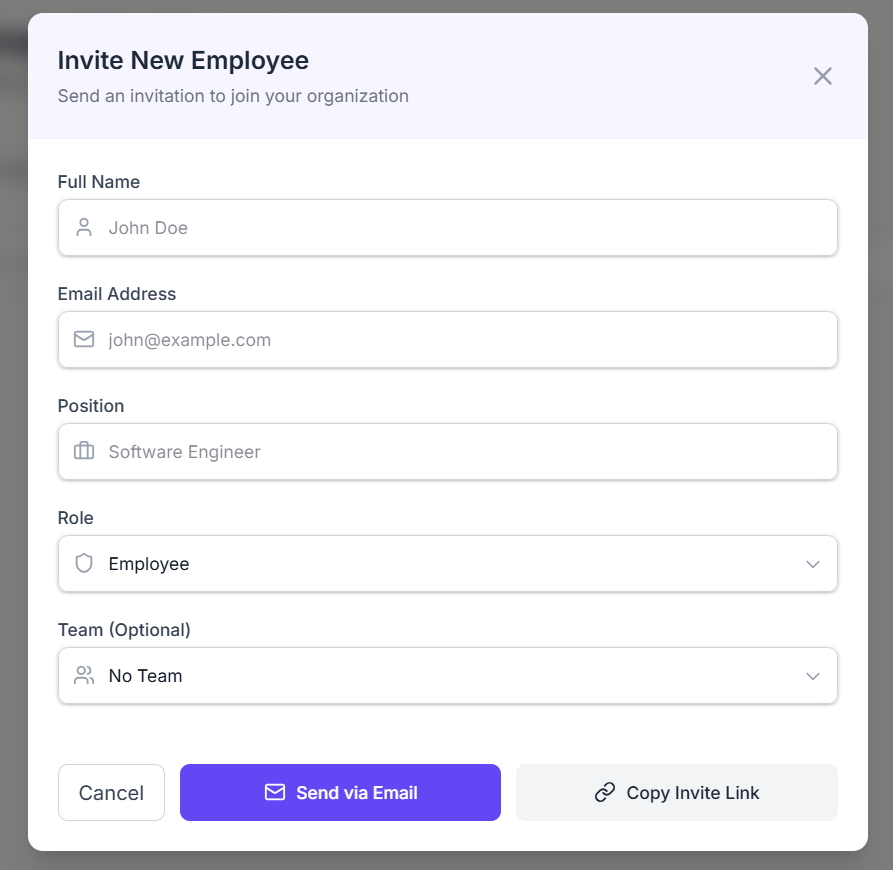 Invite New Employee
Send an invitation to join your organization
Full Name
John Doe
Email Address
john@example.com
Position
Software Engineer
Role
Employee
Team (Optional)
No Team
Cancel
Send via Email
Copy Invite Link